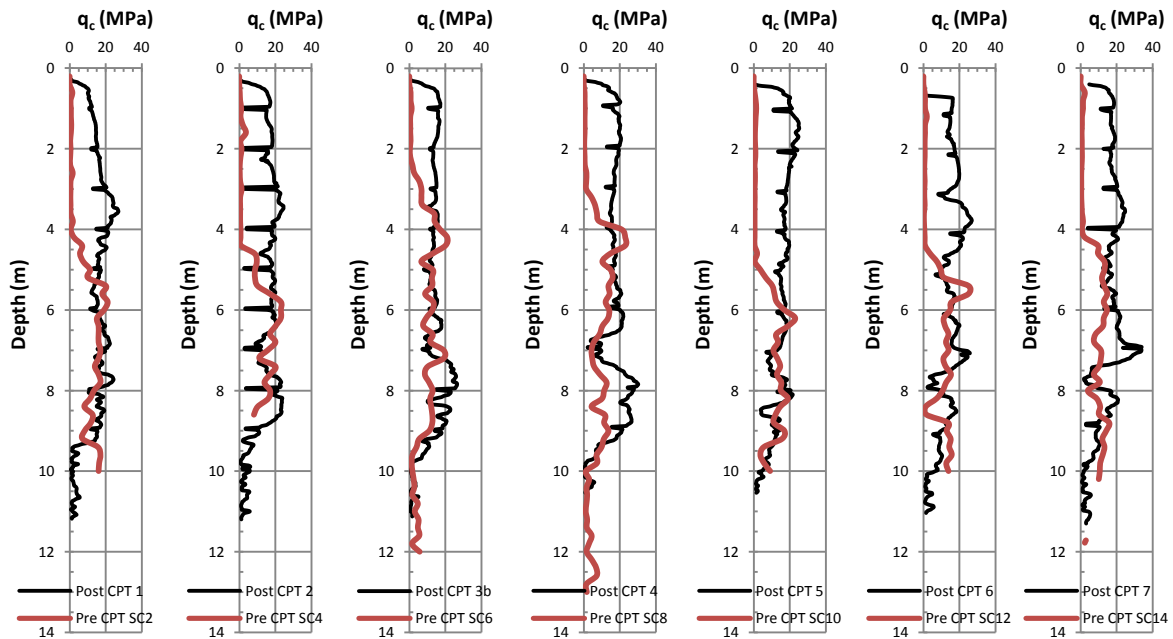 qc (MPa) qc (MPa) qc (MPa) qc (MPa) qc (MPa) qc (MPa) qc (MPa)
0 20 40 0 20 40 0 20 40 0 20 40 0 20 40 0 20 40 0 20 40
0 0 0 0 0 0 0
2 2 2 2 2 2 2
4 4 4 4 4 4 4
Depth (m) Depth (m) Depth (m) Depth (m) Depth (m) Depth (m) Depth (m)
6 6 6 6 6 6 6
8 8 8 8 8 8 8
10 10 10 10 10 10 10
12 12 12 12 12 12 12
Post CPT 1 Post CPT 2 Post CPT 3b Post CPT 4 Post CPT 5 Post CPT 6 Post CPT 7
Pre CPT SC2 Pre CPT SC4 Pre CPT SC6 Pre CPT SC8 Pre CPT SC10 Pre CPT SC12 Pre CPT SC14
14 14 14 14 14 14 14